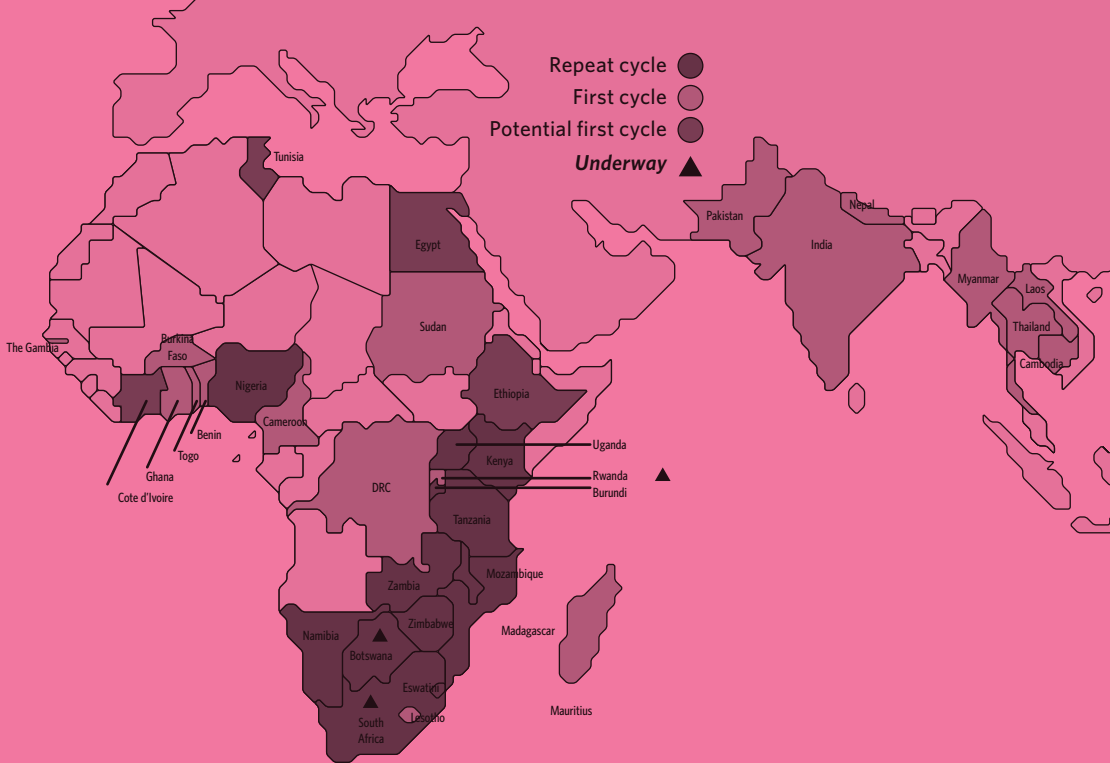 Repeat cycle
First cycle
Potential first cycle
Underway
Tunisia
Egypt
Pakistan
Nepal
India
Myanmar
Laos
Thailand
Cambodia
The Gambia
Burkina
Faso
Sudan
Nigeria
Ethiopia
Cameroon
Benin
Togo
Ghana
Cote d'Ivoire
Uganda
Kenya
Rwanda
Burundi
DRC
Tanzania
Mozambique
Zambia
Zimbabwe
Madagascar
Namibia
Botswana
Eswatini
Lesotho
South
Africa
Mauritius